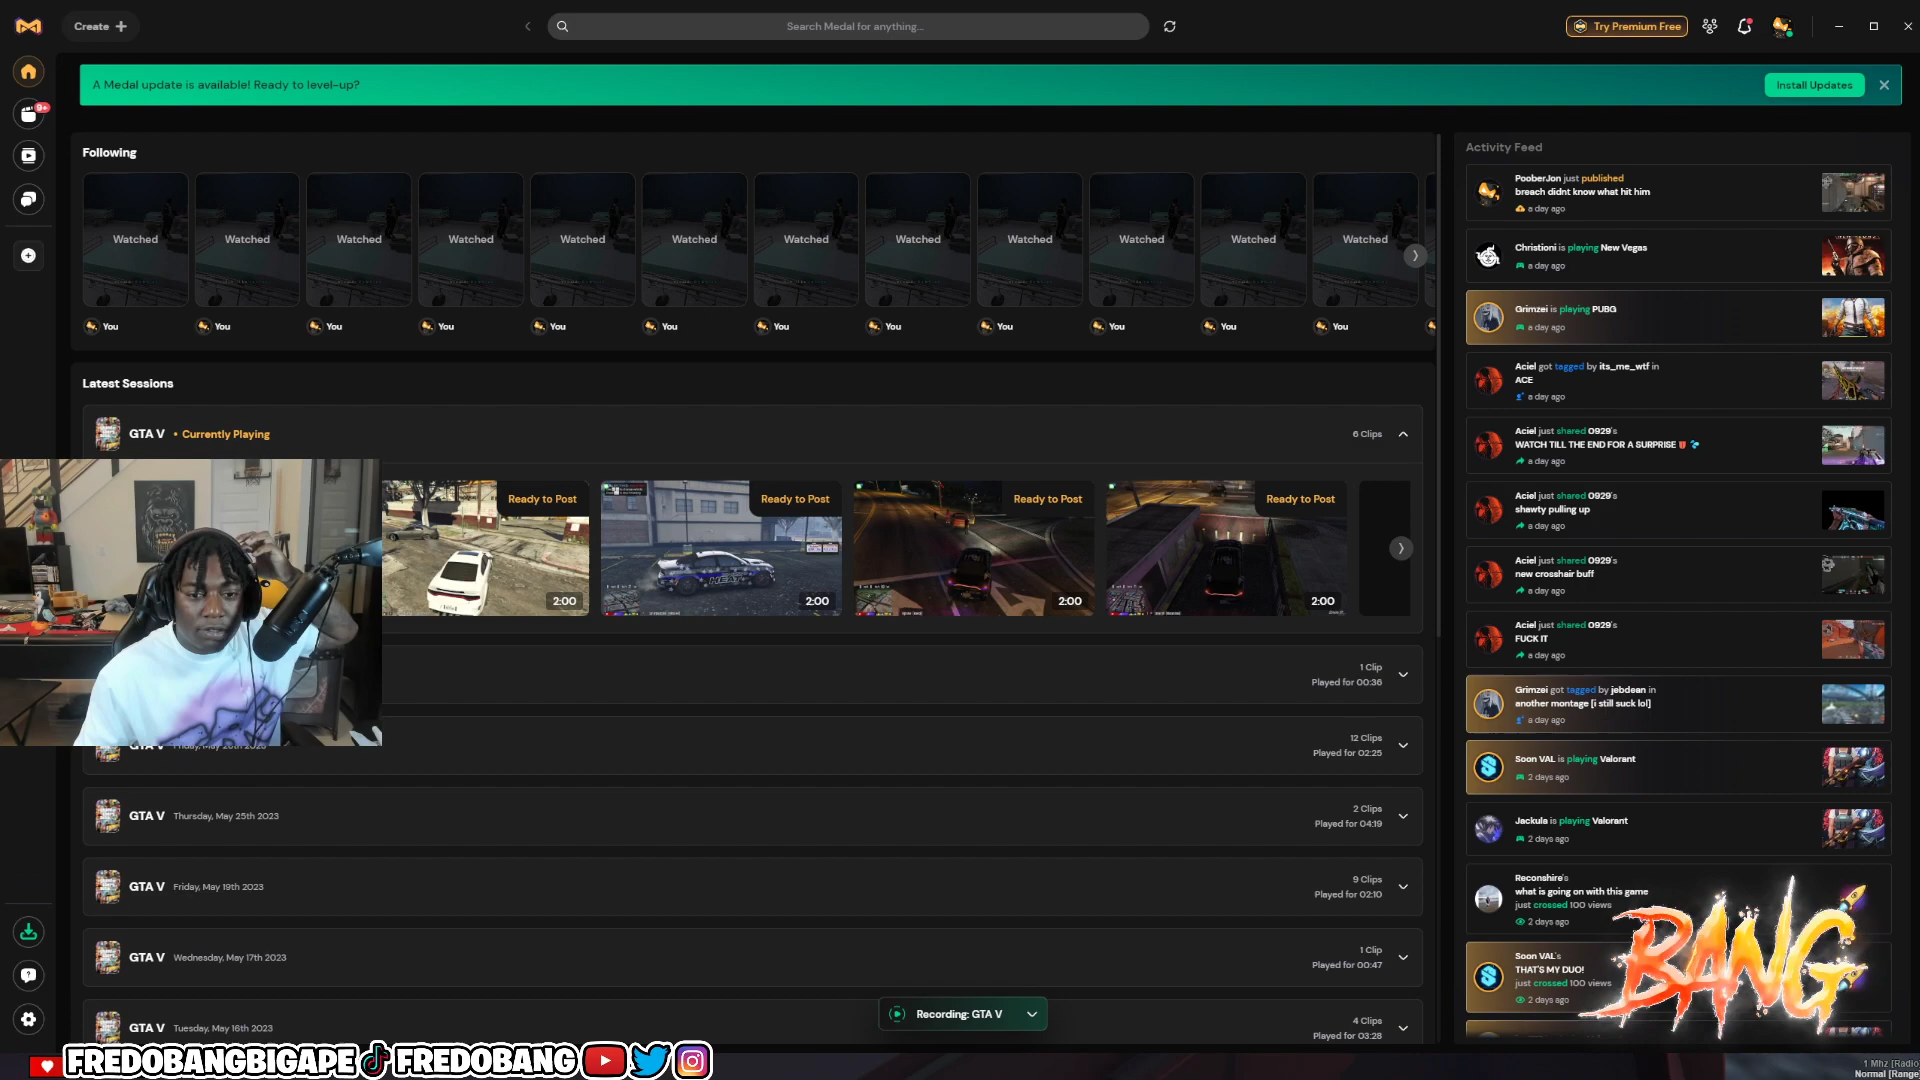 Create
Search Medal for anything...
Try Premium Free
A Medal update is available! Ready to level-up?
Install Updates
9+
Following
Watched
Watched
Watched
Watched
Watched
Watched
Watched
Watched
Watched
Watched
Watched
Watched
You
You
You
You
You
You
You
You
You
You
You
You
Latest Sessions
GTA V • Currently Playing
6 Clips
Ready to Post
2:00
Ready to Post
2:00
Ready to Post
2:00
Ready to Post
2:00
1 Clip
Played for 00:36
12 Clips
Played for 02:25
GTA V Thursday, May 25th 2023
2 Clips
Played for 04:19
GTA V Friday, May 19th 2023
9 Clips
Played for 02:10
GTA V Wednesday, May 17th 2023
1 Clip
Played for 00:47
GTA V Tuesday, May 16th 2023
4 Clips
Played for 03:28
Recording: GTA V
Activity Feed
PooberJon just published
breach didnt know what hit him
a day ago
Christioni is playing New Vegas
a day ago
Grimzei is playing PUBG
a day ago
Aciel got tagged by its_me_wtf in
ACE
a day ago
Aciel just shared 0929's
WATCH TILL THE END FOR A SURPRISE
a day ago
Aciel just shared 0929's
shawty pulling up
a day ago
Aciel just shared 0929's
new crosshair buff
a day ago
Aciel just shared 0929's
FUCK IT
a day ago
Grimzei got tagged by jebdean in
another montage [i still suck lol]
a day ago
Soon VAL is playing Valorant
2 days ago
Jackula is playing Valorant
2 days ago
Reconshire's
what is going on with this game
just crossed 100 views
2 days ago
Soon VAL's
THAT'S MY DUO!
just crossed 100 views
2 days ago
BANG
FREDOBANGBIGAPE
FREDOBANG
1 Mhz [Radio
Normal [Range